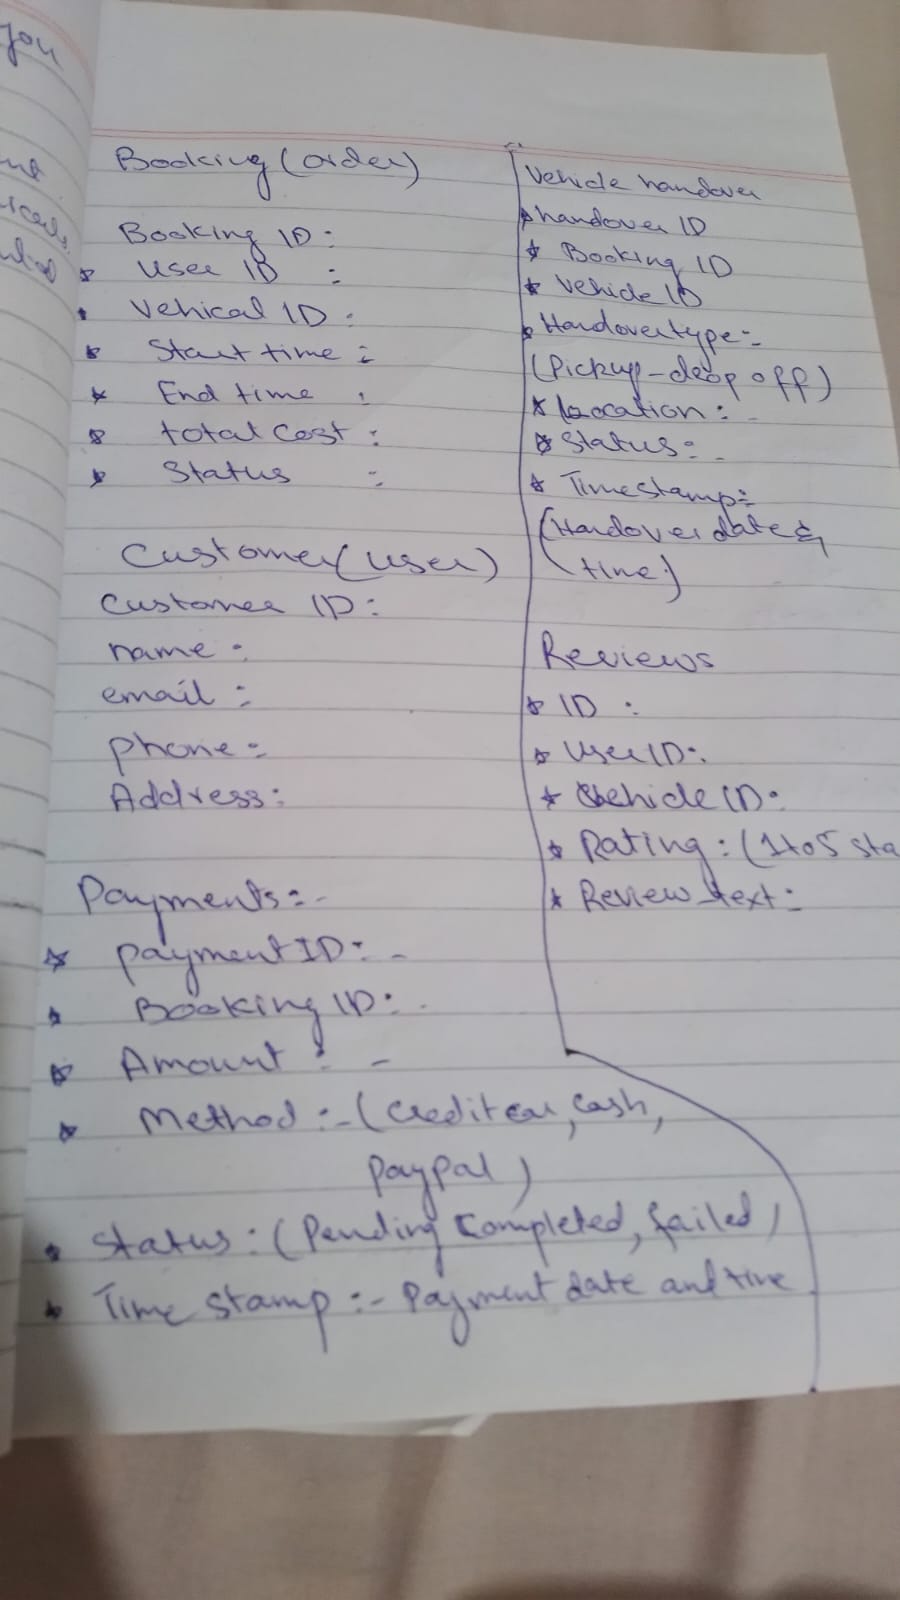 you
Booking (order)
Booking ID :
* User ID :
* Vehical ID :
* Start time :
* End time :
* total cost :
* Status :
Customer (user)
Customer ID :
name :
email :
phone :
Address :
Payments :-
* payment ID :-
* Booking ID :-
* Amount : -
* Method :- (credit car, cash,
paypal)
* Status : (Pending Completed, failed)
* Time stamp :- Payment date and time
Vehicle handover
* handover ID
* Booking ID
* Vehicle ID
* Handover type :-
(Pickup - drop off)
* Location : -
* Status :- -
* Timestamp :-
(Handover date &
time)
Reviews
* ID :
* User ID :
* Vehicle ID :
* Rating : (1 to 5 sta
* Review text :-